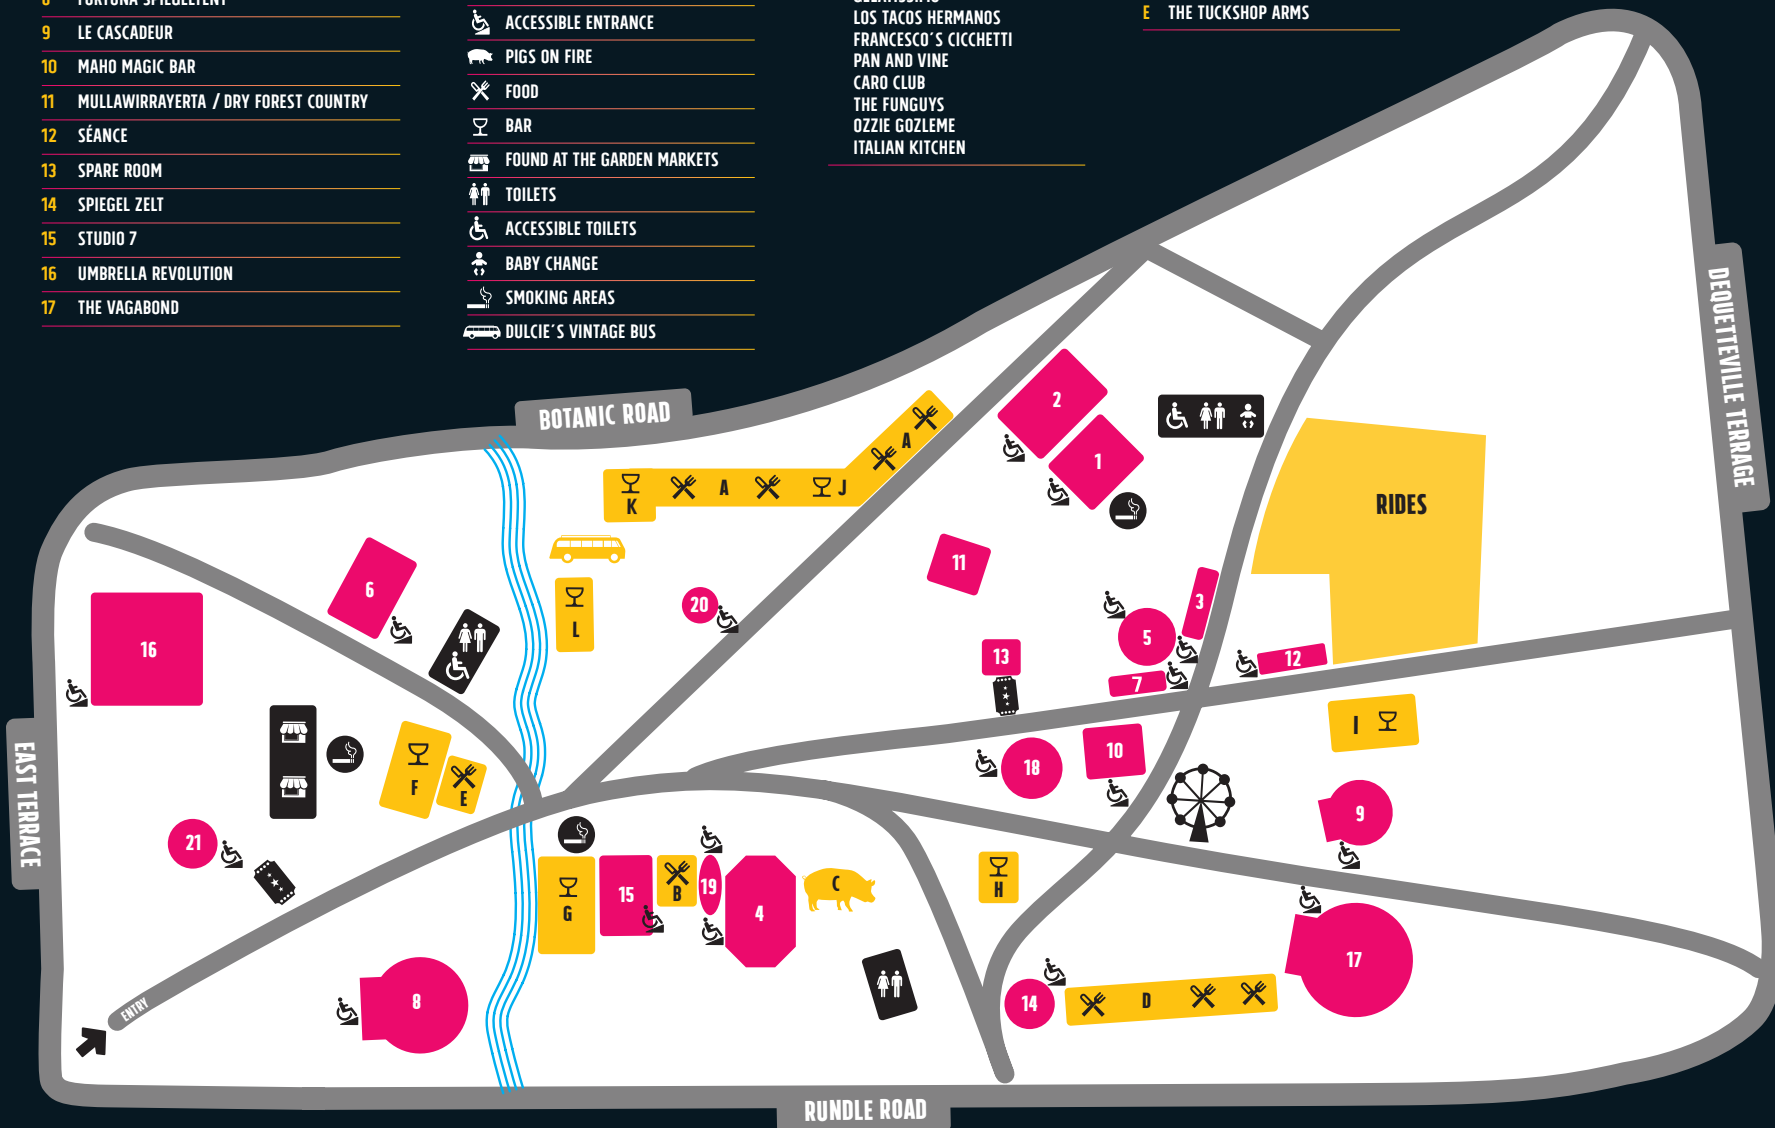 9 LE CASCADEUR
10 MAHO MAGIC BAR
11 MULLAWIRRAYERTA / DRY FOREST COUNTRY
12 SÉANCE
13 SPARE ROOM
14 SPIEGEL ZELT
15 STUDIO 7
16 UMBRELLA REVOLUTION
17 THE VAGABOND
ACCESSIBLE ENTRANCE
PIGS ON FIRE
FOOD
BAR
FOUND AT THE GARDEN MARKETS
TOILETS
ACCESSIBLE TOILETS
BABY CHANGE
SMOKING AREAS
DULCIE´S VINTAGE BUS
LOS TACOS HERMANOS
FRANCESCO´S CICCHETTI
PAN AND VINE
CARO CLUB
THE FUNGUYS
OZZIE GOZLEME
ITALIAN KITCHEN
E THE TUCKSHOP ARMS
DEQUETTEVILLE TERRAGE
BOTANIC ROAD
2
A
1
K
A
J
RIDES
11
6
L
20
3
5
16
13
12
7
I
10
18
EAST TERRACE
F
E
9
21
C
H
B
19
15
4
G
17
8
14
D
ENTRY
RUNDLE ROAD